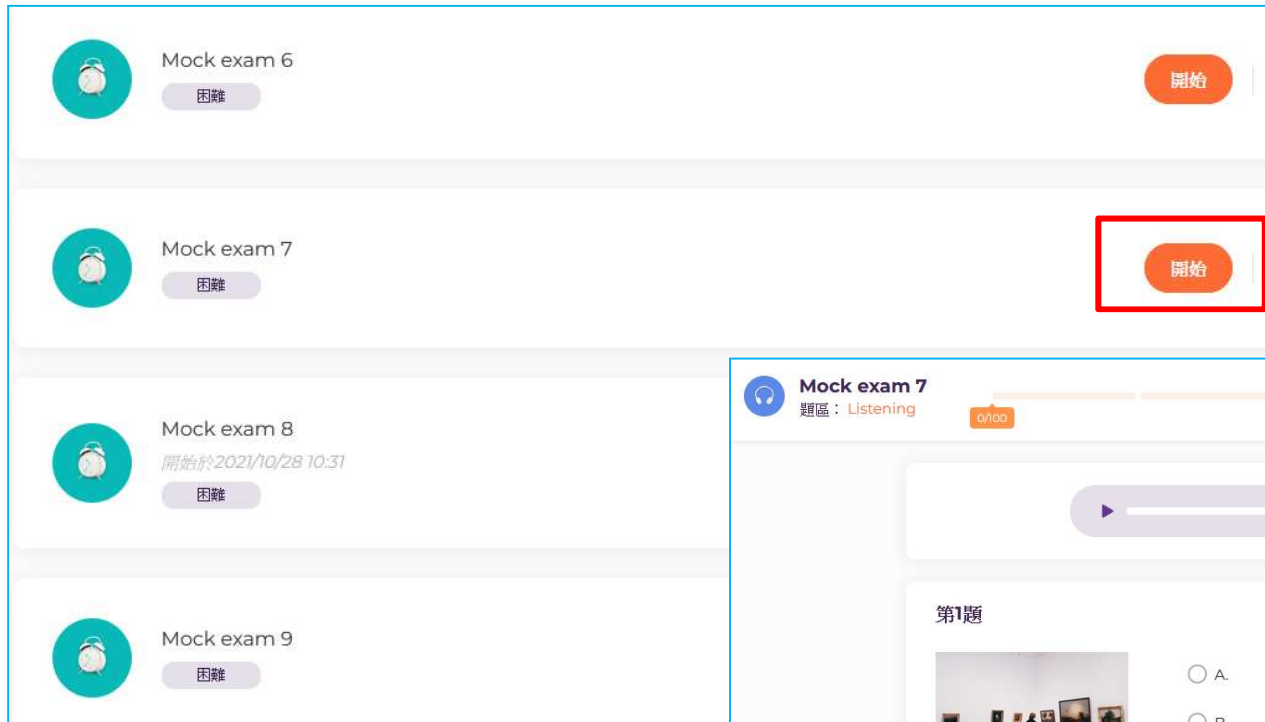 Mock exam 6
困難
開始
Mock exam 7
困難
開始
Mock exam 8
開始於2021/10/28 10:31
困難
Mock exam 9
困難
Mock exam 7
題區： Listening
0/100
第1題
A.
B.